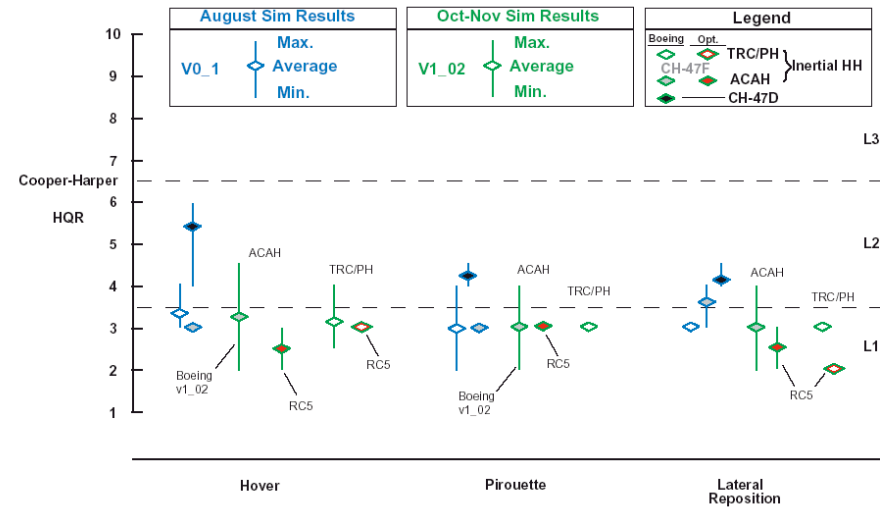 August Sim Results
V0_1
Max.
Average
Min.
Oct-Nov Sim Results
V1_02
Max.
Average
Min.
Legend
Boeing Opt.
TRC/PH
CH-47F
Inertial HH
ACAH
CH-47D
10
9
8
7
6
5
4
3
2
1
Cooper-Harper
HQR
L3
L2
L1
ACAH
TRC/PH
Boeing
v1_02
RC5
RC5
ACAH
TRC/PH
Boeing
v1_02
RC5
ACAH
TRC/PH
RC5
Hover
Pirouette
Lateral
Reposition